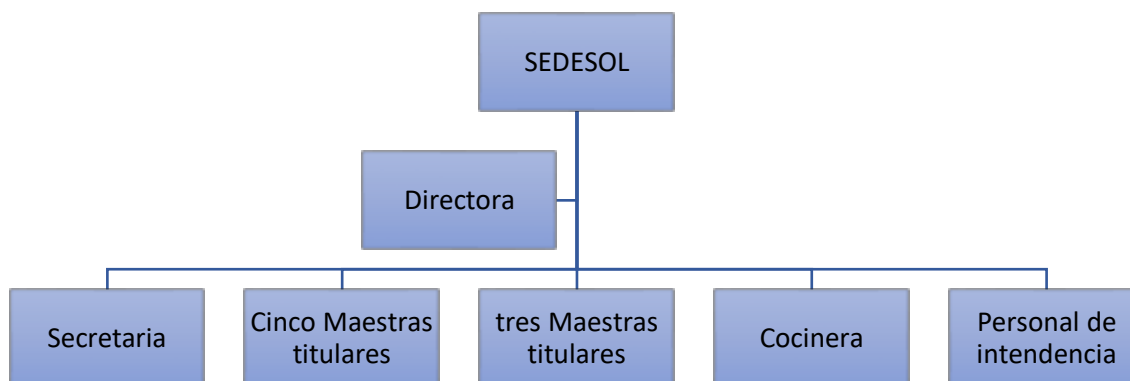 SEDESOL
Directora
Secretaria
Cinco Maestras
titulares
tres Maestras
titulares
Cocinera
Personal de
intendencia